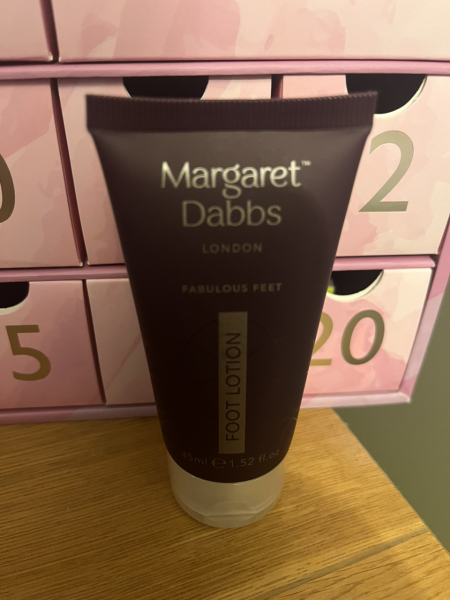 Margaret™
Dabbs
LONDON
FABULOUS FEET
FOOT LOTION
45ml ℮ 1.52 fl.oz
2
5
20